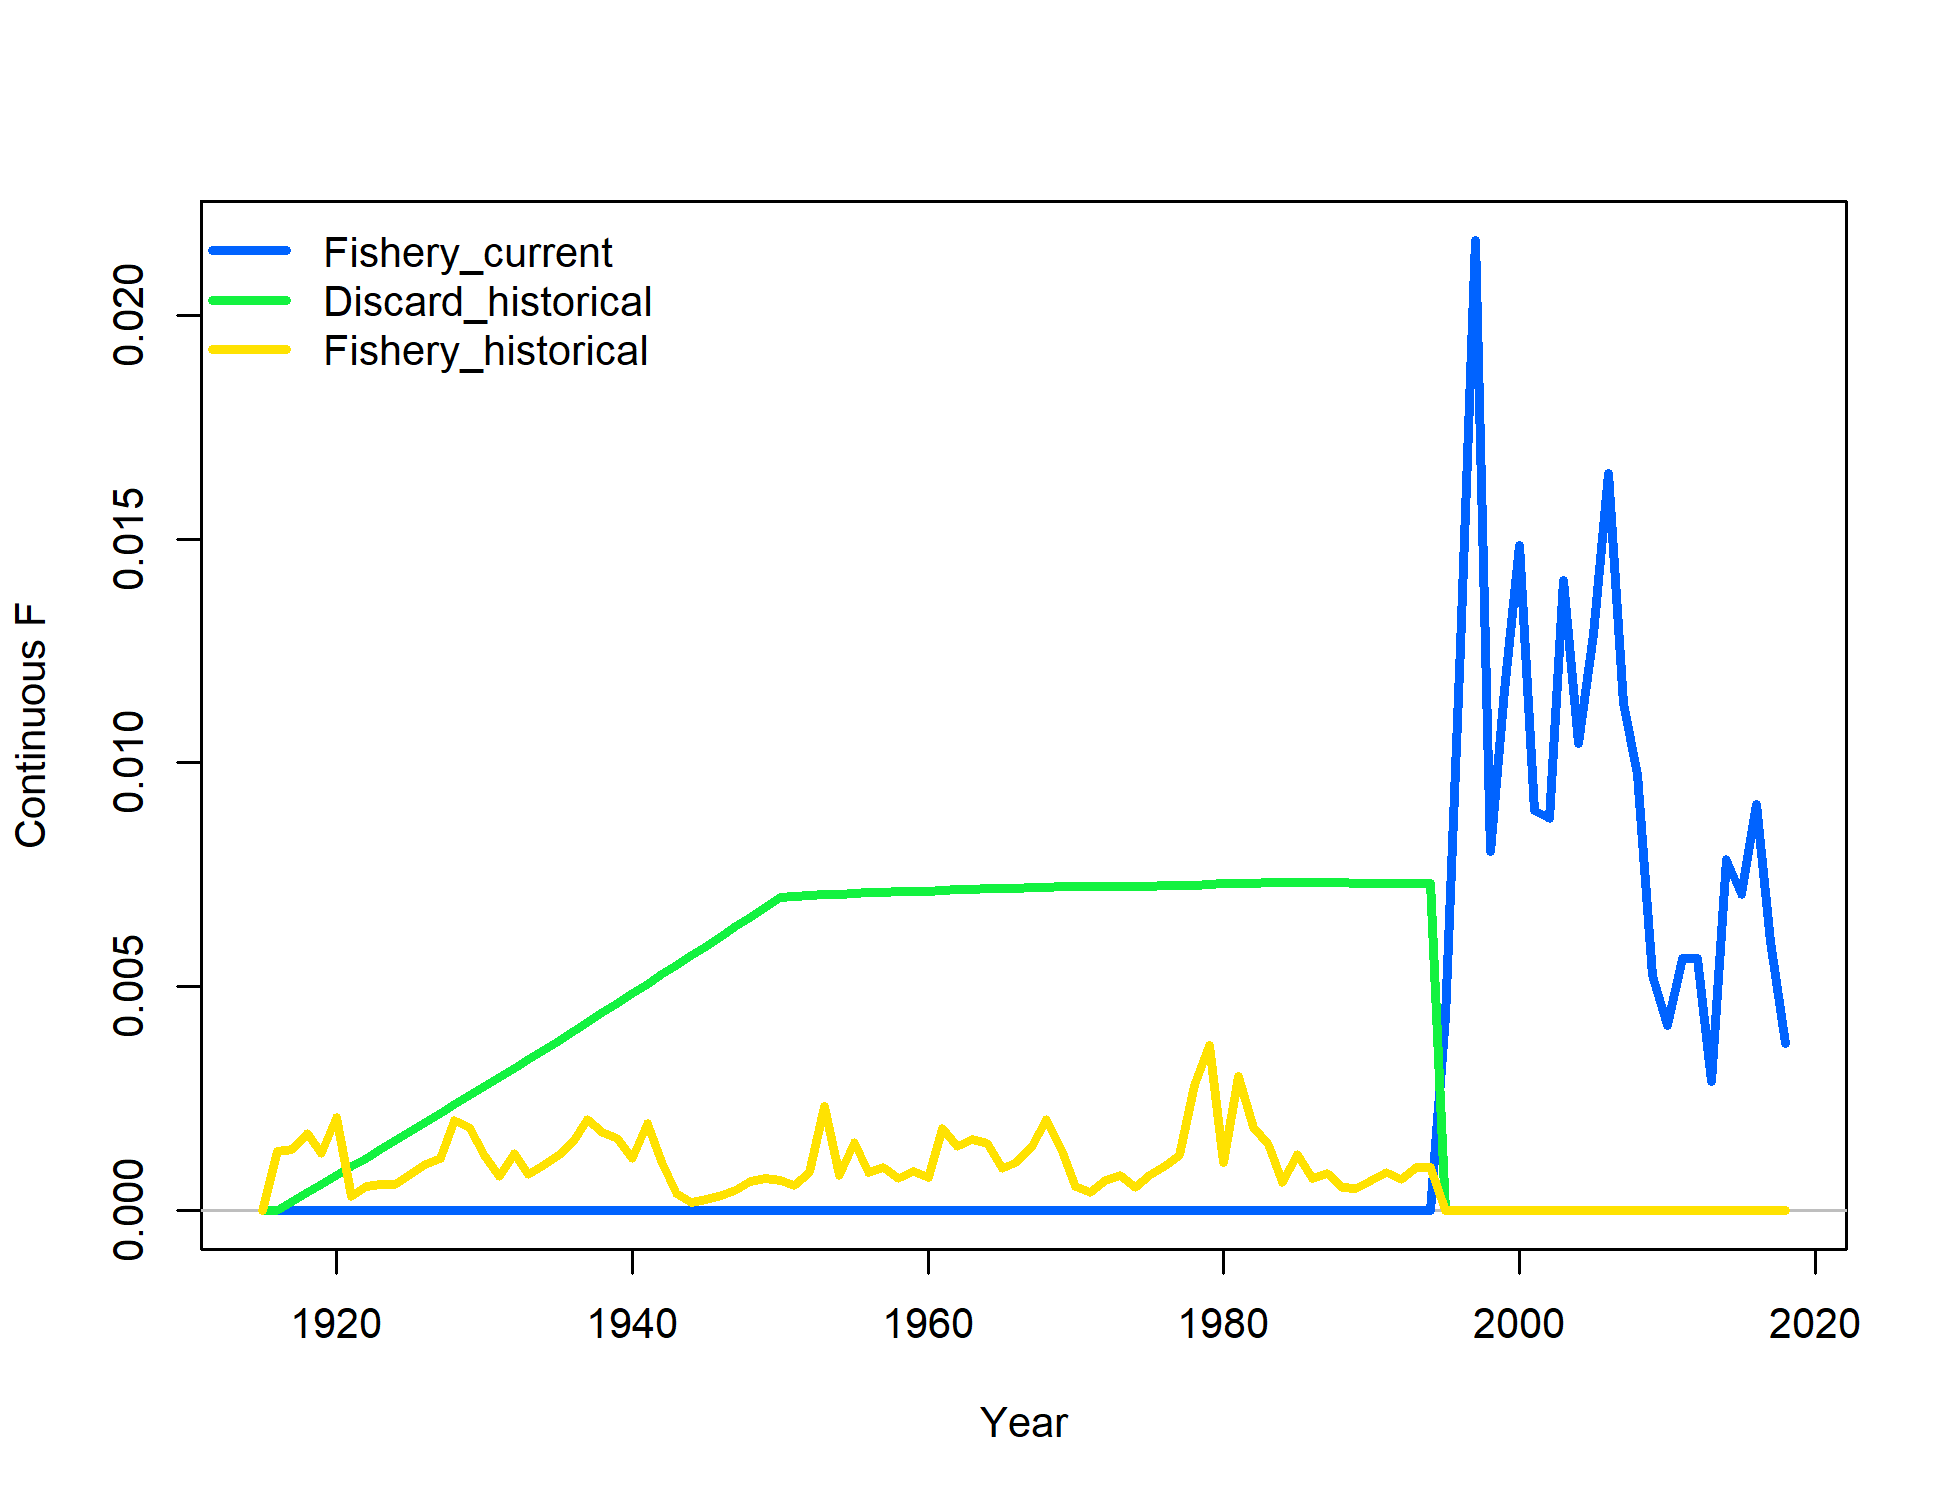 Fishery_current
Discard_historical
Fishery_historical
Continuous F
0.020
0.015
0.010
0.005
0.000
1920 1940 1960 1980 2000 2020
Year